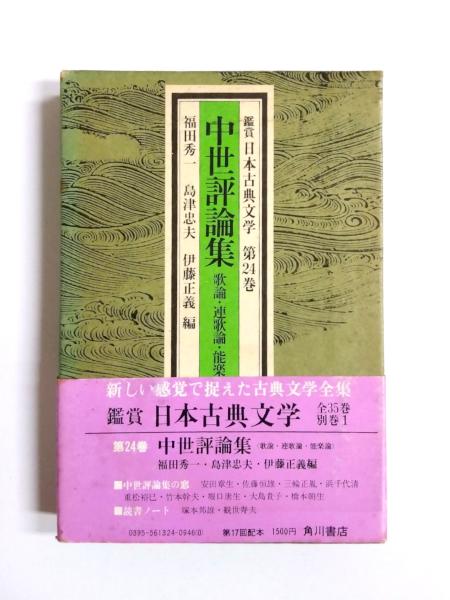 鑑賞 日本古典文学 第24巻
中世評論集 歌論・連歌論・能楽
福田秀一 島津忠夫 伊藤正義 編
新しい感覚で捉えた古典文学全集
鑑賞 日本古典文学 全35巻 別巻1
第24巻 中世評論集〈歌論・連歌論・能楽論〉
福田秀一・島津忠夫・伊藤正義編
■中世評論集の窓 安田章生・佐藤恒雄・三輪正胤・浜千代清
重松裕巳・竹本幹夫・堀口康生・大島貴子・橋本朝生
■読書ノート 塚本邦雄・観世寿夫
0395-561324-0946(0) 第17回配本 1500円 角川書店